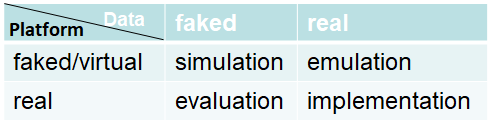 Data
Platform faked real
faked/virtual simulation emulation
real evaluation implementation